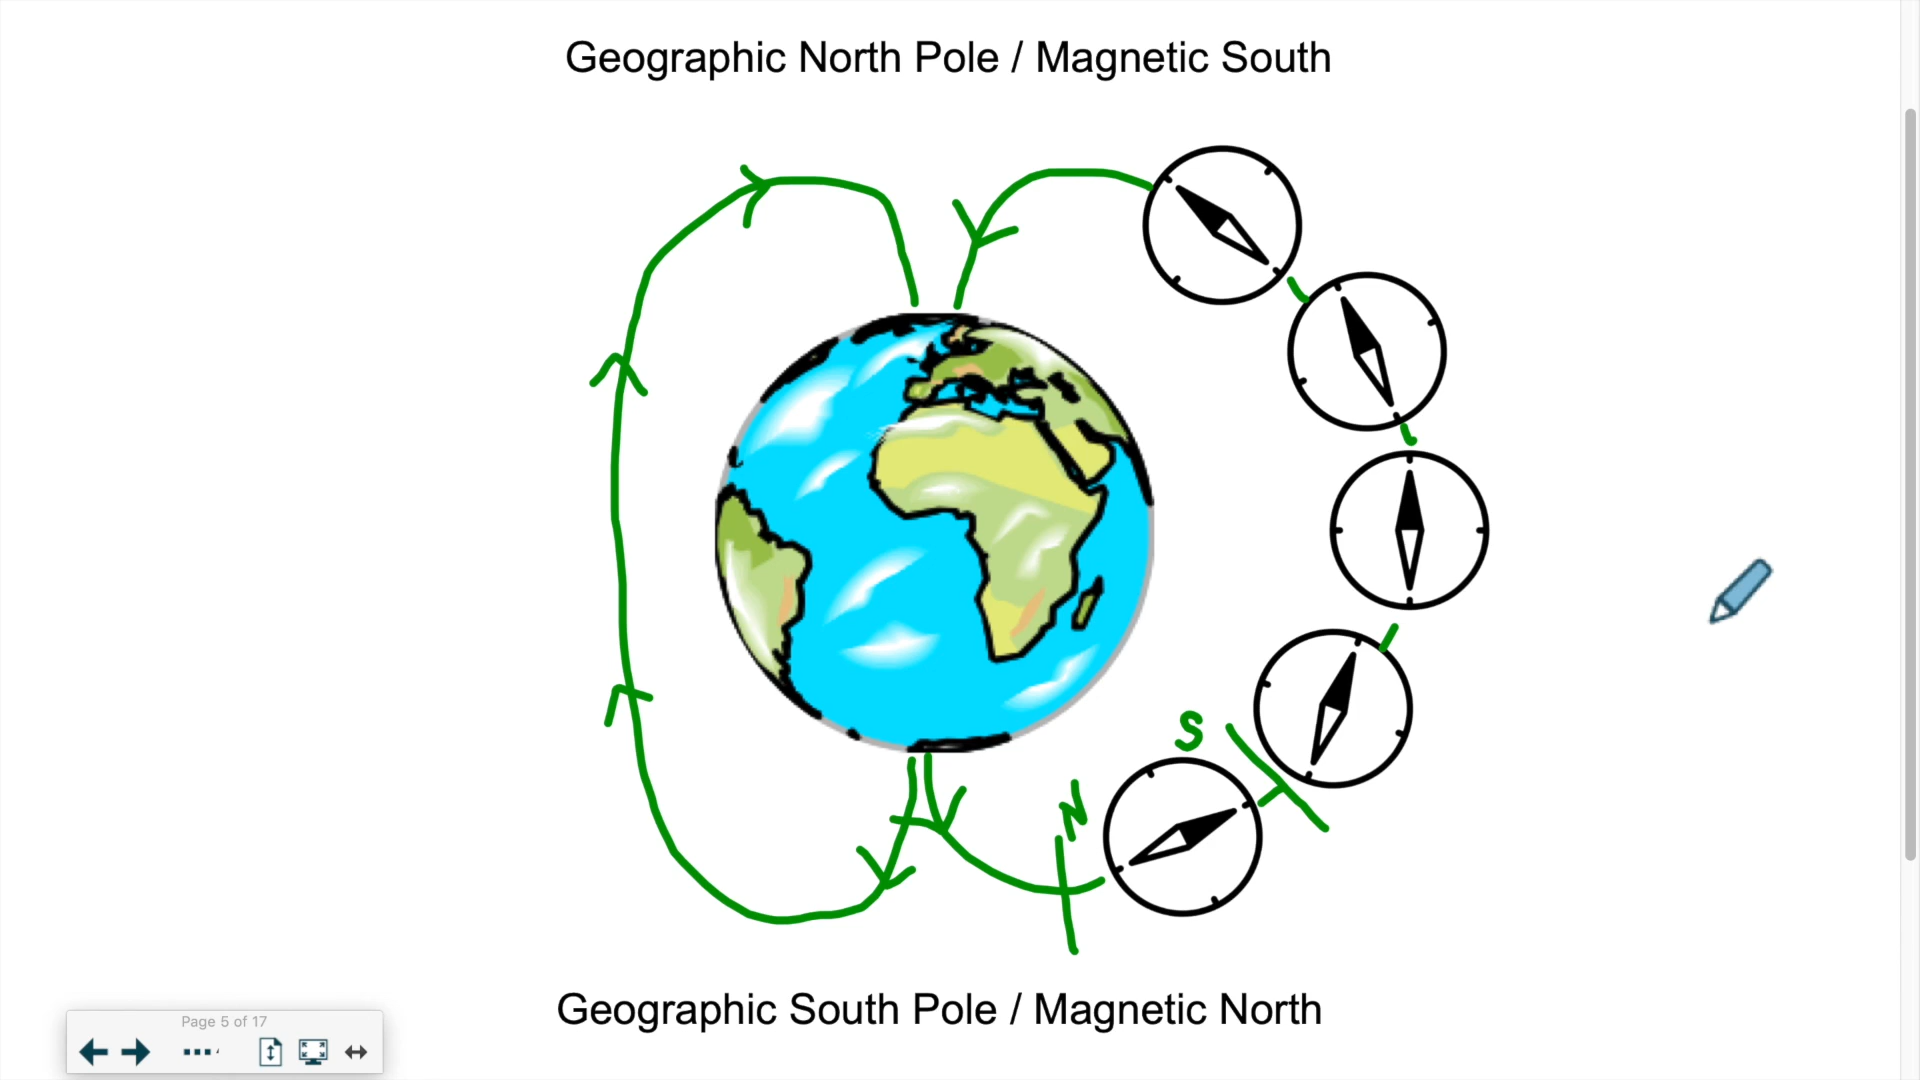 Geographic North Pole / Magnetic South
S
N
Geographic South Pole / Magnetic North
Page 5 of 17